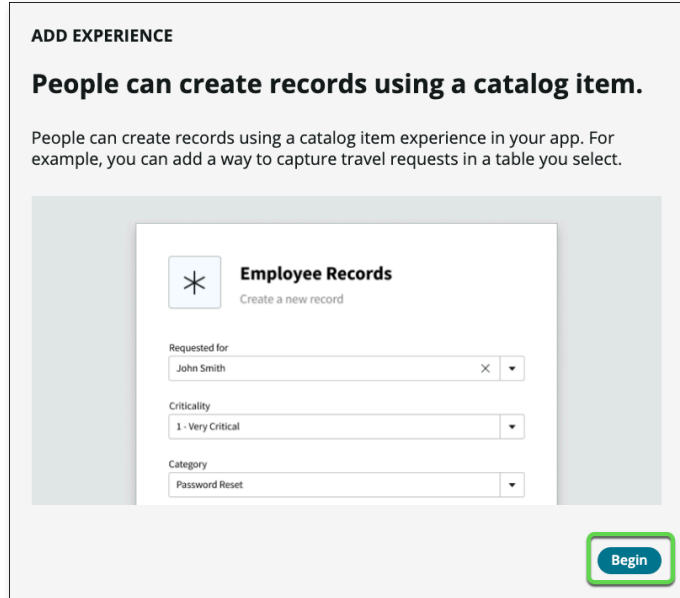 ADD EXPERIENCE
People can create records using a catalog item.
People can create records using a catalog item experience in your app. For
example, you can add a way to capture travel requests in a table you select.
Employee Records
Create a new record
Requested for
John Smith
Criticality
1 - Very Critical
Category
Password Reset
Begin